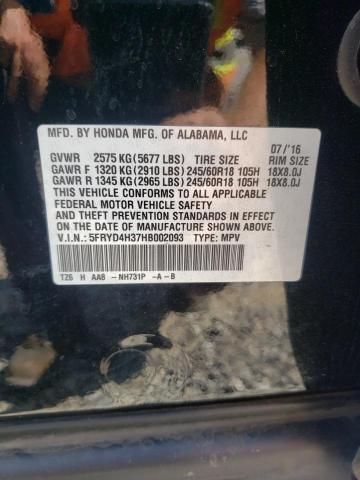 MFD. BY HONDA MFG. OF ALABAMA, LLC
07 /'16
GVWR 2575 KG (5677 LBS) TIRE SIZE RIM SIZE
GAWR F 1320 KG (2910 LBS) 245/60R18 105H 18X8.0J
GAWR R 1345 KG (2965 LBS) 245/60R18 105H 18X8.0J
THIS VEHICLE CONFORMS TO ALL APPLICABLE
FEDERAL MOTOR VEHICLE SAFETY
AND THEFT PREVENTION STANDARDS IN EFFECT
ON THE DATE OF MANUFACTURE SHOWN ABOVE.
V.I.N.: 5FRYD4H37HB002093 TYPE: MPV
TZ6 H AA8 -NH731P -A-B